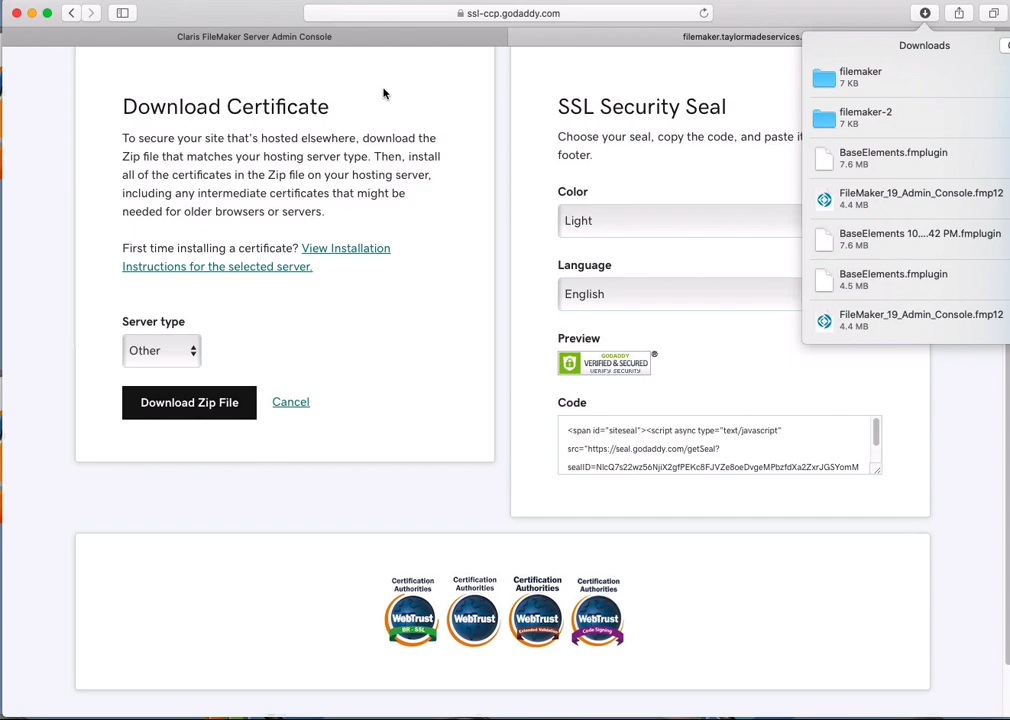 ssl-ccp.godaddy.com
Claris FileMaker Server Admin Console
filemaker.taylormadeservices.
Downloads
filemaker
7 KB
filemaker-2
7 KB
BaseElements.fmplugin
7.6 MB
FileMaker_19_Admin_Console.fmp12
4.4 MB
BaseElements 10....42 PM.fmplugin
7.6 MB
BaseElements.fmplugin
4.5 MB
FileMaker_19_Admin_Console.fmp12
4.4 MB
Download Certificate
To secure your site that's hosted elsewhere, download the
Zip file that matches your hosting server type. Then, install
all of the certificates in the Zip file on your hosting server,
including any intermediate certificates that might be
needed for older browsers or servers.
First time installing a certificate? View Installation
Instructions for the selected server.
Server type
Other
Download Zip File
Cancel
SSL Security Seal
Choose your seal, copy the code, and paste it
footer.
Color
Light
Language
English
Preview
GODADDY
VERIFIED & SECURED
VERIFY SECURITY
®
Code
<span id="siteseal"><script async type="text/javascript"
src="https://seal.godaddy.com/getSeal?
sealID=NlcQ7s22wz56NjiX2gfPEKc8FJVZe8oeDvgeMPbzfdXa2ZxrJGSYomM
Certification
Authorities
WebTrust
BR - SSL
Certification
Authorities
WebTrust
Certification
Authorities
WebTrust
Extended Validation
Certification
Authorities
WebTrust
Code Signing